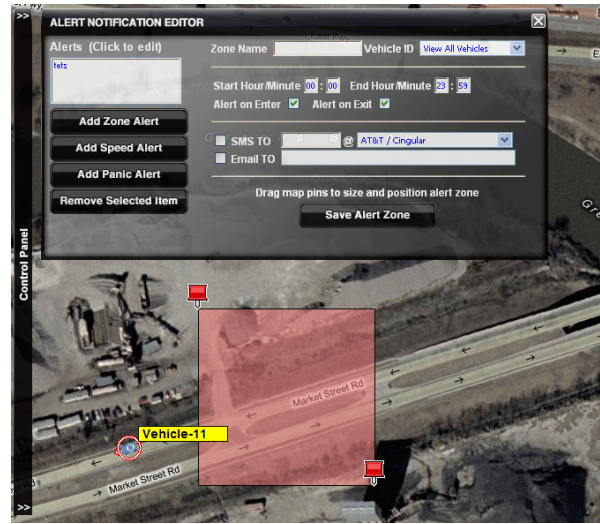 >>
ALERT NOTIFICATION EDITOR
Alerts (Click to edit)
Zone Name
Vehicle ID
View All Vehicles
tets
Start Hour/Minute 00 : 00 End Hour/Minute 23 : 59
Alert on Enter
Alert on Exit
Add Zone Alert
SMS TO
@ AT&T / Cingular
Add Speed Alert
Email TO
Add Panic Alert
Drag map pins to size and position alert zone
Remove Selected Item
Save Alert Zone
Control Panel
Market Street Rd
Vehicle-11
Market Street Rd
>>